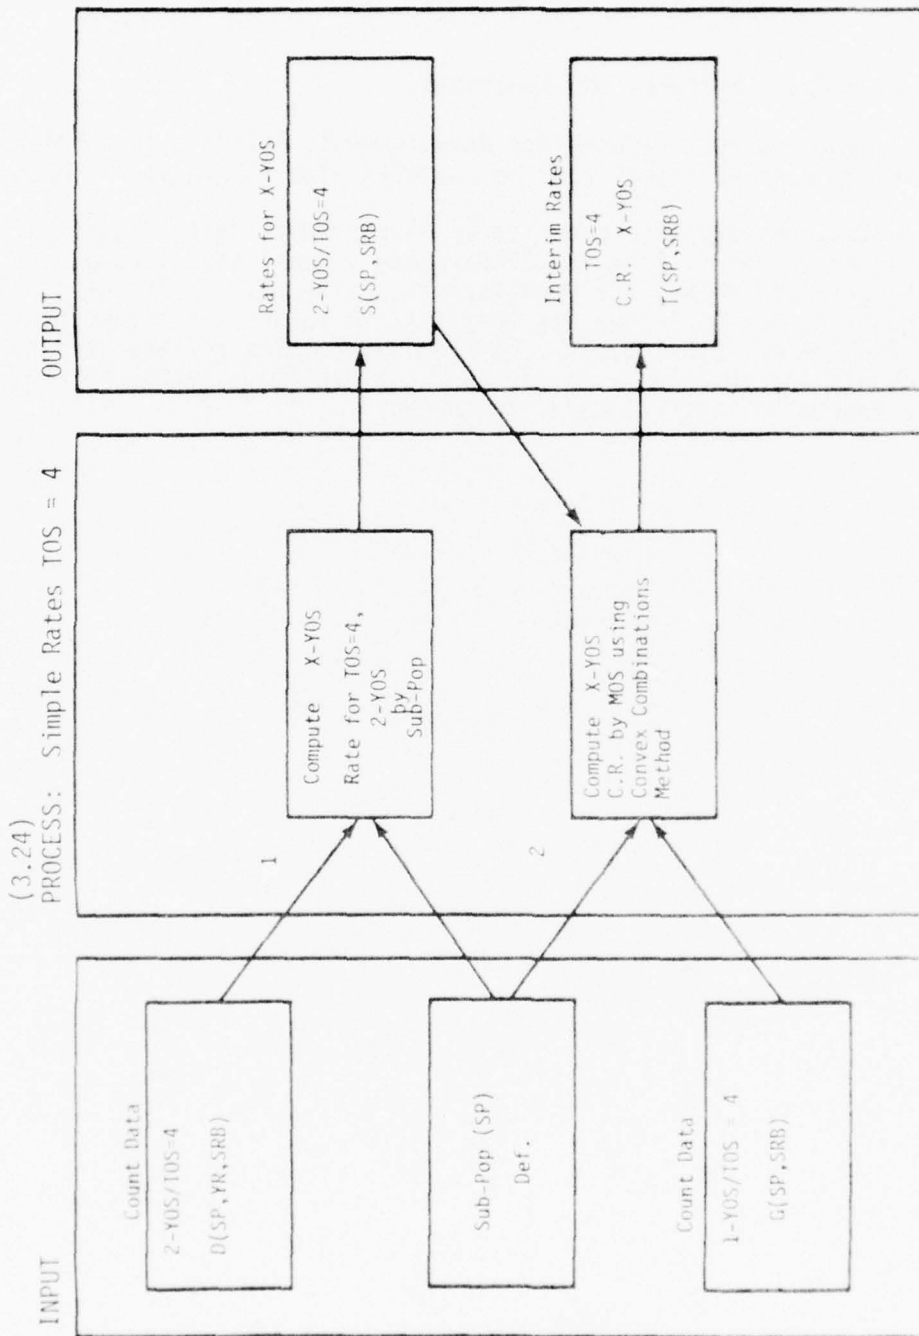 (3.24)
PROCESS: Simple Rates TOS = 4
INPUT
Count Data
2-YOS/TOS=4
D(SP,YR,SRB)
Sub-Pop (SP)
Def.
Count Data
1-YOS/TOS = 4
G(SP,SRB)
1
Compute X-YOS
Rate for TOS=4,
2-YOS
by
Sub-Pop
2
Compute X-YOS
C.R. by MOS using
Convex Combinations
Method
OUTPUT
Rates for X-YOS
2-YOS/TOS=4
S(SP,SRB)
Interim Rates
TOS=4
C.R. X-YOS
T(SP,SRB)